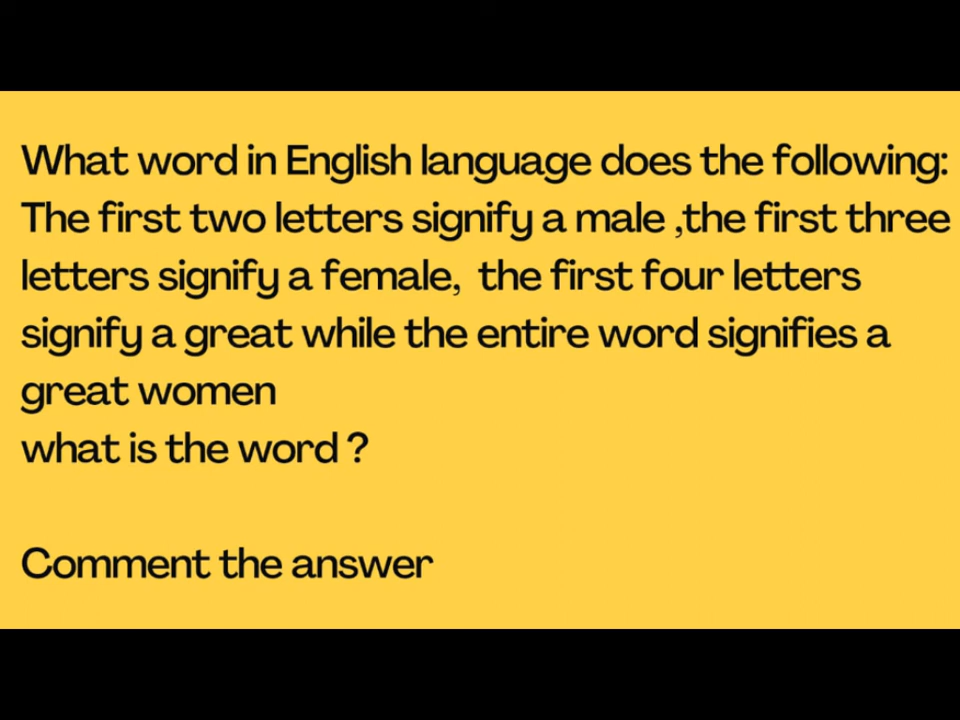 What word in English language does the following:
The first two letters signify a male ,the first three
letters signify a female,  the first four letters
signify a great while the entire word signifies a
great women
what is the word ?
Comment the answer